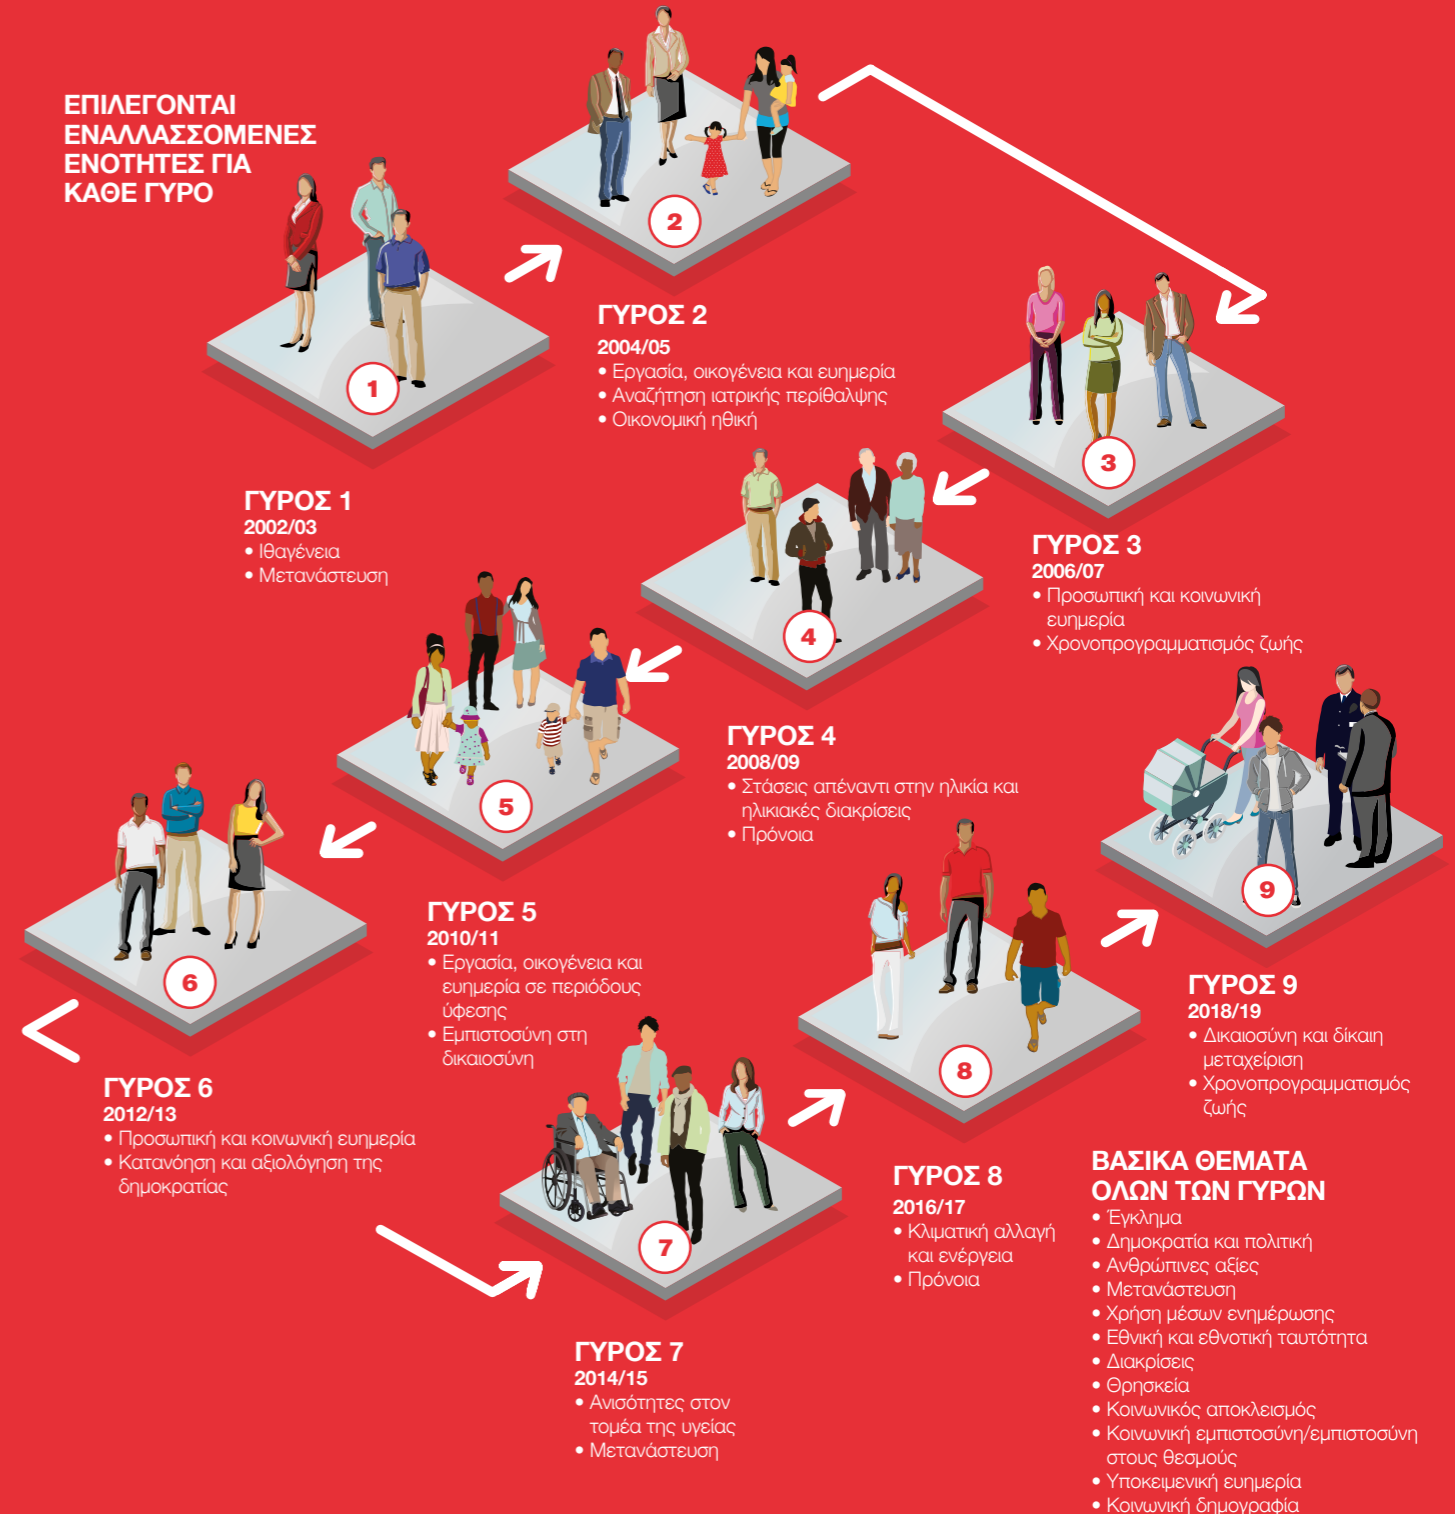 ΕΠΙΛΕΓΟΝΤΑΙ
ΕΝΑΛΛΑΣΣΟΜΕΝΕΣ
ΕΝΟΤΗΤΕΣ ΓΙΑ
ΚΑΘΕ ΓΥΡΟ
1
ΓΥΡΟΣ 1
2002/03
• Ιθαγένεια
• Μετανάστευση
2
ΓΥΡΟΣ 2
2004/05
• Εργασία, οικογένεια και ευημερία
• Αναζήτηση ιατρικής περίθαλψης
• Οικονομική ηθική
3
ΓΥΡΟΣ 3
2006/07
• Προσωπική και κοινωνική
ευημερία
• Χρονοπρογραμματισμός ζωής
4
ΓΥΡΟΣ 4
2008/09
• Στάσεις απέναντι στην ηλικία και
ηλικιακές διακρίσεις
• Πρόνοια
5
ΓΥΡΟΣ 5
2010/11
• Εργασία, οικογένεια και
ευημερία σε περιόδους
ύφεσης
• Εμπιστοσύνη στη
δικαιοσύνη
6
ΓΥΡΟΣ 6
2012/13
• Προσωπική και κοινωνική ευημερία
• Κατανόηση και αξιολόγηση της
δημοκρατίας
7
ΓΥΡΟΣ 7
2014/15
• Ανισότητες στον
τομέα της υγείας
• Μετανάστευση
8
ΓΥΡΟΣ 8
2016/17
• Κλιματική αλλαγή
και ενέργεια
• Πρόνοια
9
ΓΥΡΟΣ 9
2018/19
• Δικαιοσύνη και δίκαιη
μεταχείριση
• Χρονοπρογραμματισμός
ζωής
ΒΑΣΙΚΑ ΘΕΜΑΤΑ
ΟΛΩΝ ΤΩΝ ΓΥΡΩΝ
• Έγκλημα
• Δημοκρατία και πολιτική
• Ανθρώπινες αξίες
• Μετανάστευση
• Χρήση μέσων ενημέρωσης
• Εθνική και εθνοτική ταυτότητα
• Διακρίσεις
• Θρησκεία
• Κοινωνικός αποκλεισμός
• Κοινωνική εμπιστοσύνη/εμπιστοσύνη
στους θεσμούς
• Υποκειμενική ευημερία
• Κοινωνική δημογραφία